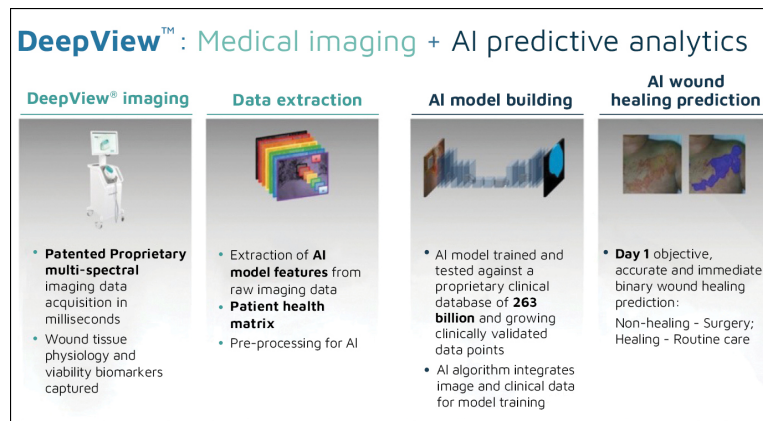 DeepView™: Medical imaging + AI predictive analytics
DeepView® imaging
• Patented Proprietary
multi-spectral
imaging data
acquisition in
milliseconds
• Wound tissue
physiology and
viability biomarkers
captured
Data extraction
• Extraction of AI
model features from
raw imaging data
• Patient health
matrix
• Pre-processing for AI
AI model building
• AI model trained and
tested against a
proprietary clinical
database of 263
billion and growing
clinically validated
data points
• AI algorithm integrates
image and clinical data
for model training
AI wound
healing prediction
• Day 1 objective,
accurate and immediate
binary wound healing
prediction:
Non-healing - Surgery;
Healing - Routine care